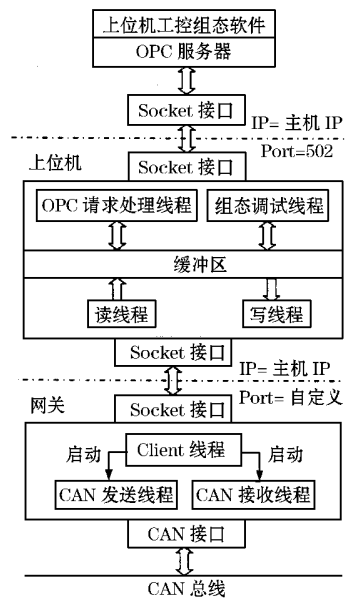 上位机工控组态软件
OPC 服务器
Socket 接口
IP= 主机 IP
Port=502
上位机
Socket 接口
OPC 请求处理线程
组态调试线程
缓冲区
读线程
写线程
Socket 接口
IP= 主机 IP
Port= 自定义
网关
Socket 接口
Client 线程
启动
启动
CAN 发送线程
CAN 接收线程
CAN 接口
CAN 总线